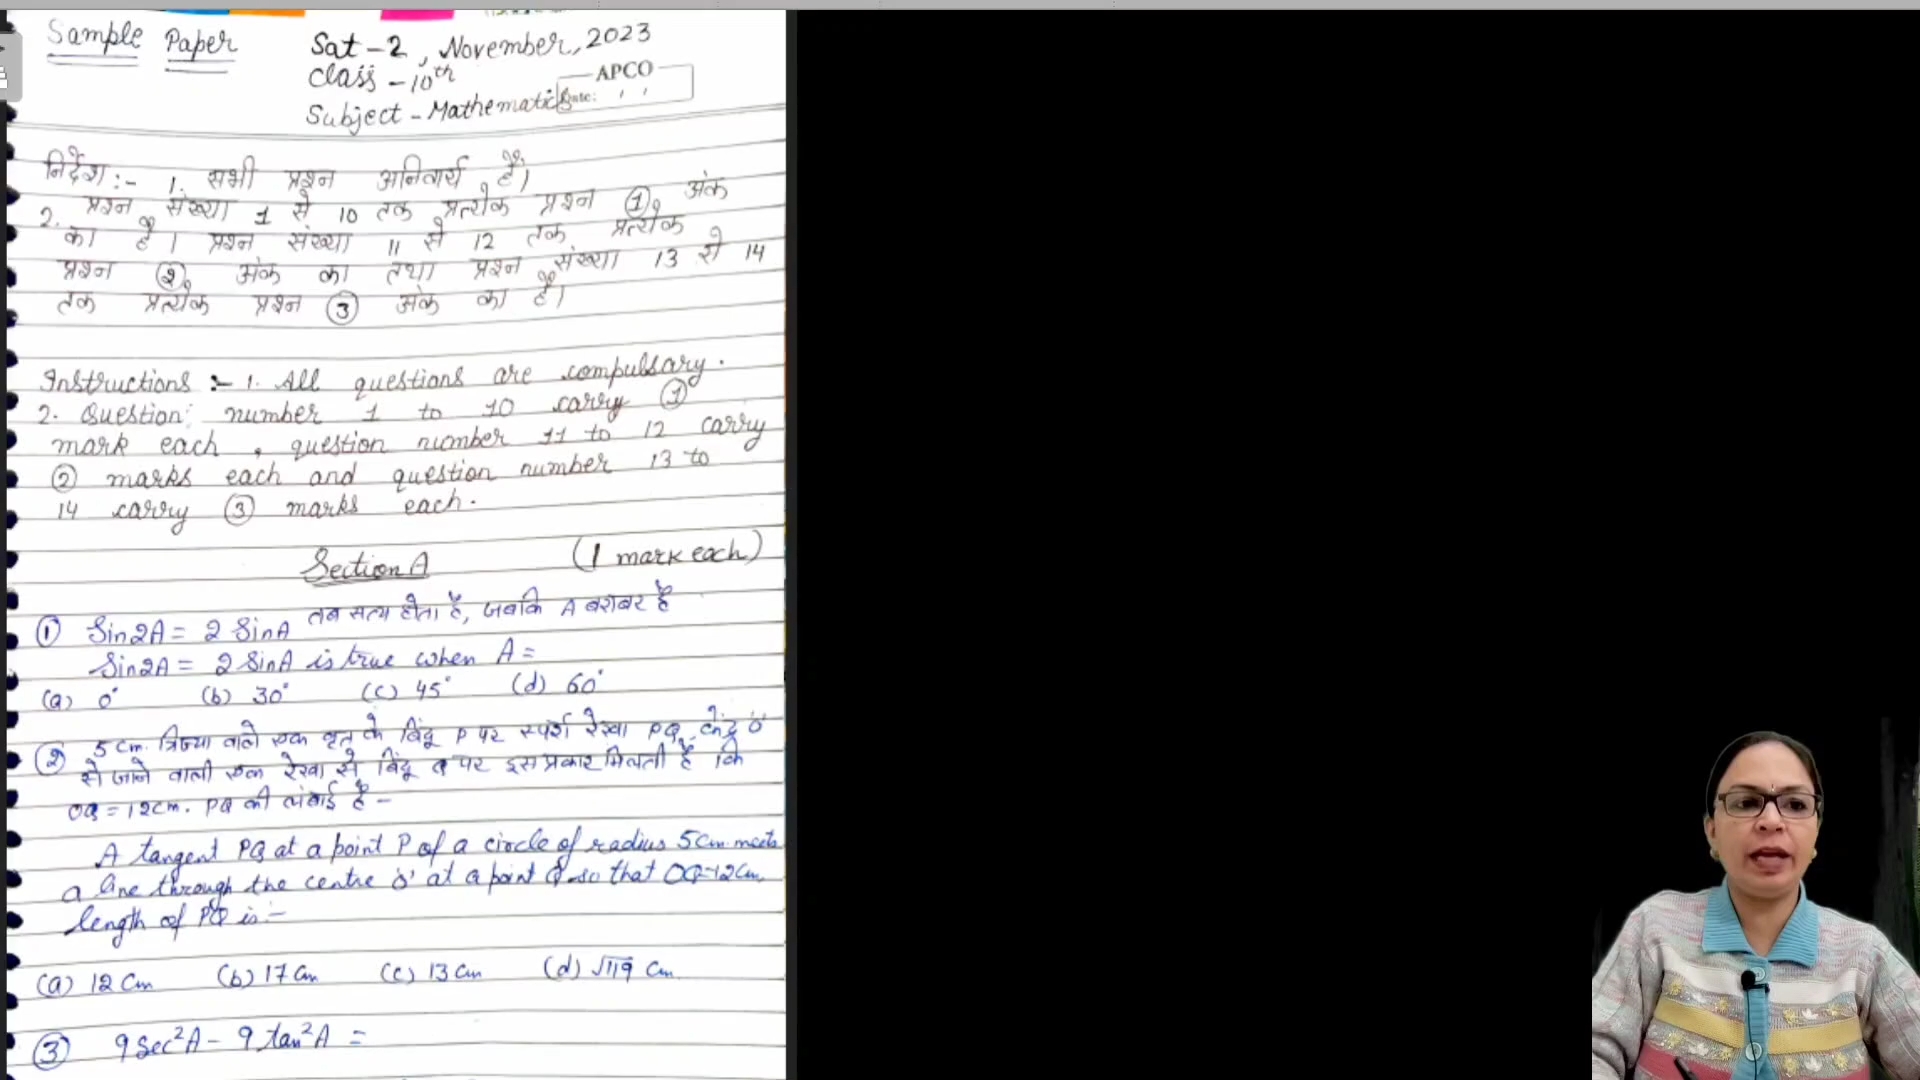 Sample Paper
Sat-2, November, 2023
Class - 10th
APCO
Subject - Mathematics
Date:
निर्देश :- 1. सभी प्रश्न अनिवार्य हैं।
2. प्रश्न संख्या 1 से 10 तक प्रत्येक प्रश्न ① अंक
का है। प्रश्न संख्या 11 से 12 तक प्रत्येक
प्रश्न ② अंक का तथा प्रश्न संख्या 13 से 14
तक प्रत्येक प्रश्न ③ अंक का है।
Instructions :- 1. All questions are compulsary.
2. Question: number 1 to 10 carry ①
mark each, question number 11 to 12 carry
② marks each and question number 13 to
14 carry ③ marks each.
Section A (1 mark each)
① Sin2A = 2 SinA तब सत्य होता है, जबकि A बराबर है
Sin2A = 2 SinA is true when A =
(a) 0° (b) 30° (c) 45° (d) 60°
② 5 cm. त्रिज्या वाले एक वृत के बिंदू P पर स्पर्श रेखा PQ केंद्र 'O'
से जाने वाली एक रेखा से बिंदू Q पर इस प्रकार मिलती है कि
OQ = 12 cm. PQ की लंबाई है -
A tangent PQ at a point P of a circle of radius 5 cm meets
a line through the centre 'O' at a point Q so that OQ = 12 cm,
length of PQ is :-
(a) 12 Cm (b) 17 Cm (c) 13 Cm (d) √119 Cm
③ 9 Sec²A - 9 tan²A =